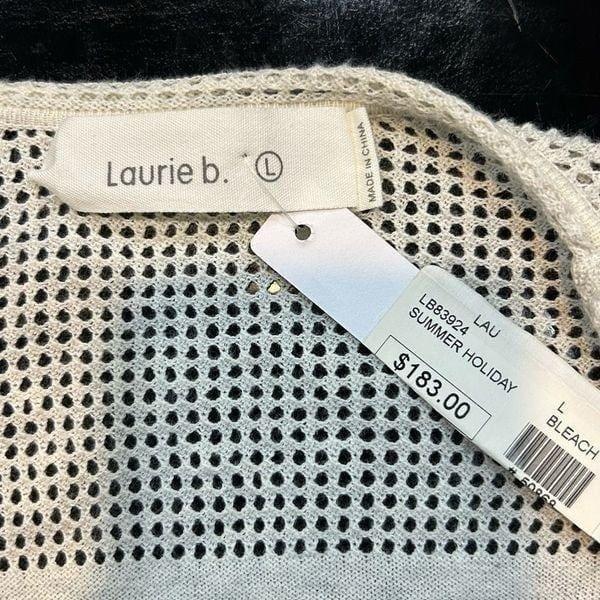 Laurie b. L
MADE IN CHINA
LAU
LB83924
SUMMER HOLIDAY
$183.00
L
BLEACH